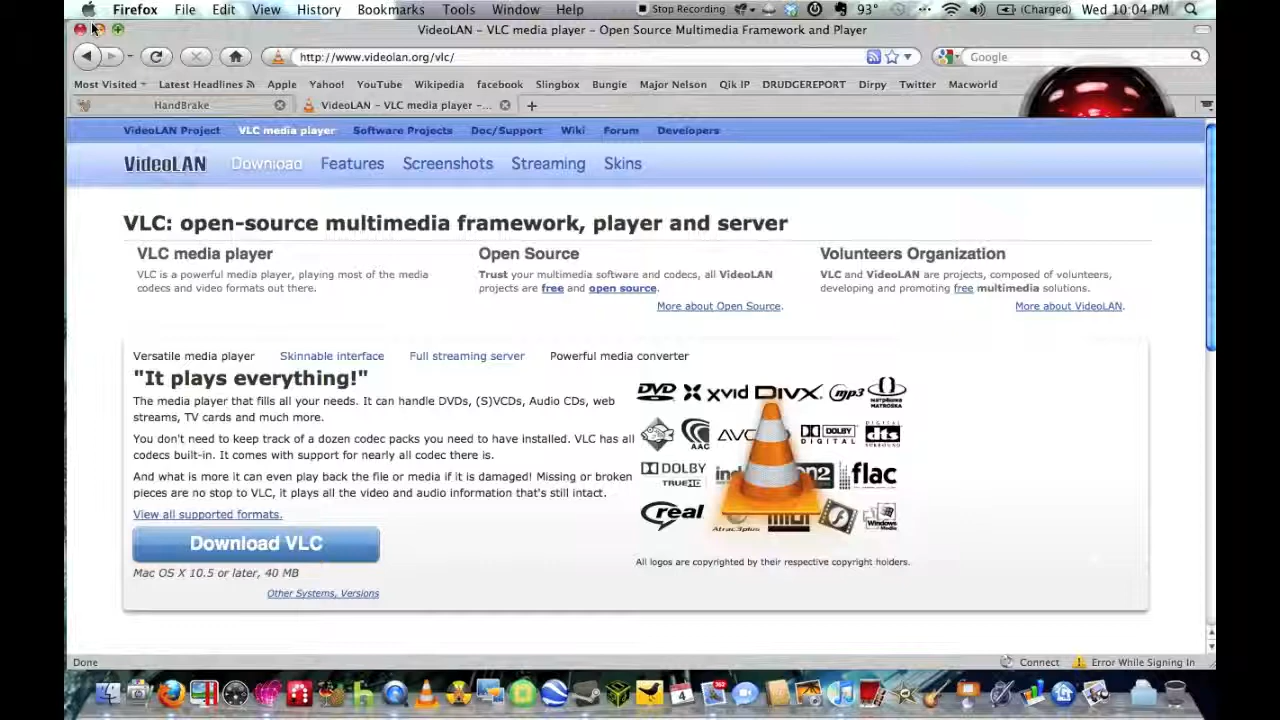 Firefox File Edit View History Bookmarks Tools Window Help Stop Recording 93° (Charged) Wed 10:04 PM
VideoLAN – VLC media player – Open Source Multimedia Framework and Player
http://www.videolan.org/vlc/ Google
Most Visited Latest Headlines Apple Yahoo! YouTube Wikipedia facebook Slingbox Bungie Major Nelson Qik IP DRUDGEREPORT Dirpy Twitter Macworld
HandBrake VideoLAN – VLC media player –...
VideoLAN Project VLC media player Software Projects Doc/Support Wiki Forum Developers
VideoLAN Download Features Screenshots Streaming Skins
VLC: open-source multimedia framework, player and server
VLC media player
VLC is a powerful media player, playing most of the media
codecs and video formats out there.
Open Source
Trust your multimedia software and codecs, all VideoLAN
projects are free and open source.
More about Open Source.
Volunteers Organization
VLC and VideoLAN are projects, composed of volunteers,
developing and promoting free multimedia solutions.
More about VideoLAN.
Versatile media player Skinnable interface Full streaming server Powerful media converter
"It plays everything!"
The media player that fills all your needs. It can handle DVDs, (S)VCDs, Audio CDs, web
streams, TV cards and much more.
You don't need to keep track of a dozen codec packs you need to have installed. VLC has all
codecs built-in. It comes with support for nearly all codec there is.
And what is more it can even play back the file or media if it is damaged! Missing or broken
pieces are no stop to VLC, it plays all the video and audio information that's still intact.
View all supported formats.
Download VLC
Mac OS X 10.5 or later, 40 MB
Other Systems, Versions
DVD xvid DIVX mp3 MATROSKA
AAC AVC DOLBY DIGITAL dts
DOLBY TRUEHD flac
real Atrac3plus MIDI Windows Media
All logos are copyrighted by their respective copyright holders.
Done Connect Error While Signing In